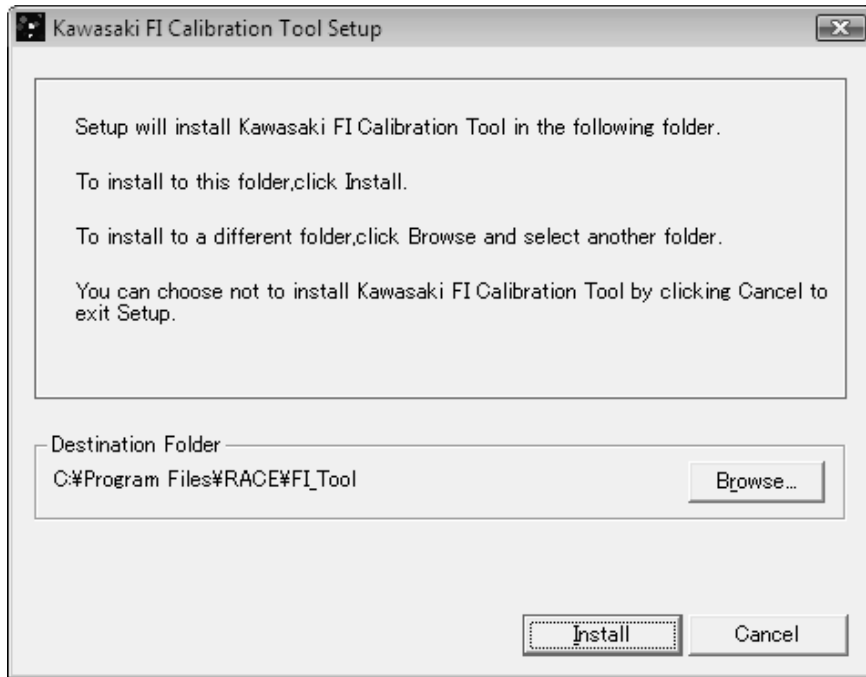 Kawasaki FI Calibration Tool Setup
Setup will install Kawasaki FI Calibration Tool in the following folder.
To install to this folder,click Install.
To install to a different folder,click Browse and select another folder.
You can choose not to install Kawasaki FI Calibration Tool by clicking Cancel to
exit Setup.
Destination Folder
C:¥Program Files¥RACE¥FI_Tool
Browse...
Install
Cancel